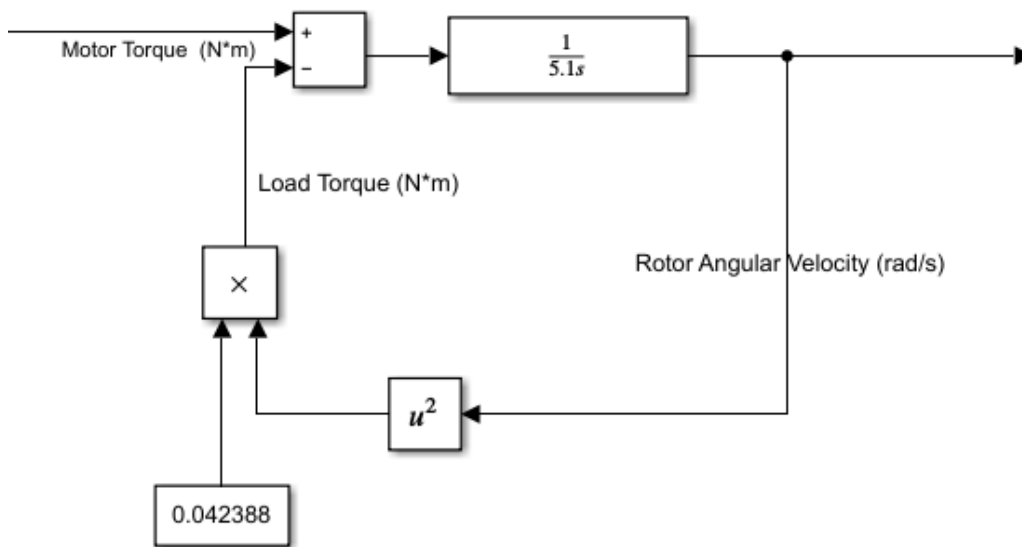 Motor Torque (N*m)
+
−
1
5.1s
Load Torque (N*m)
×
Rotor Angular Velocity (rad/s)
u²
0.042388